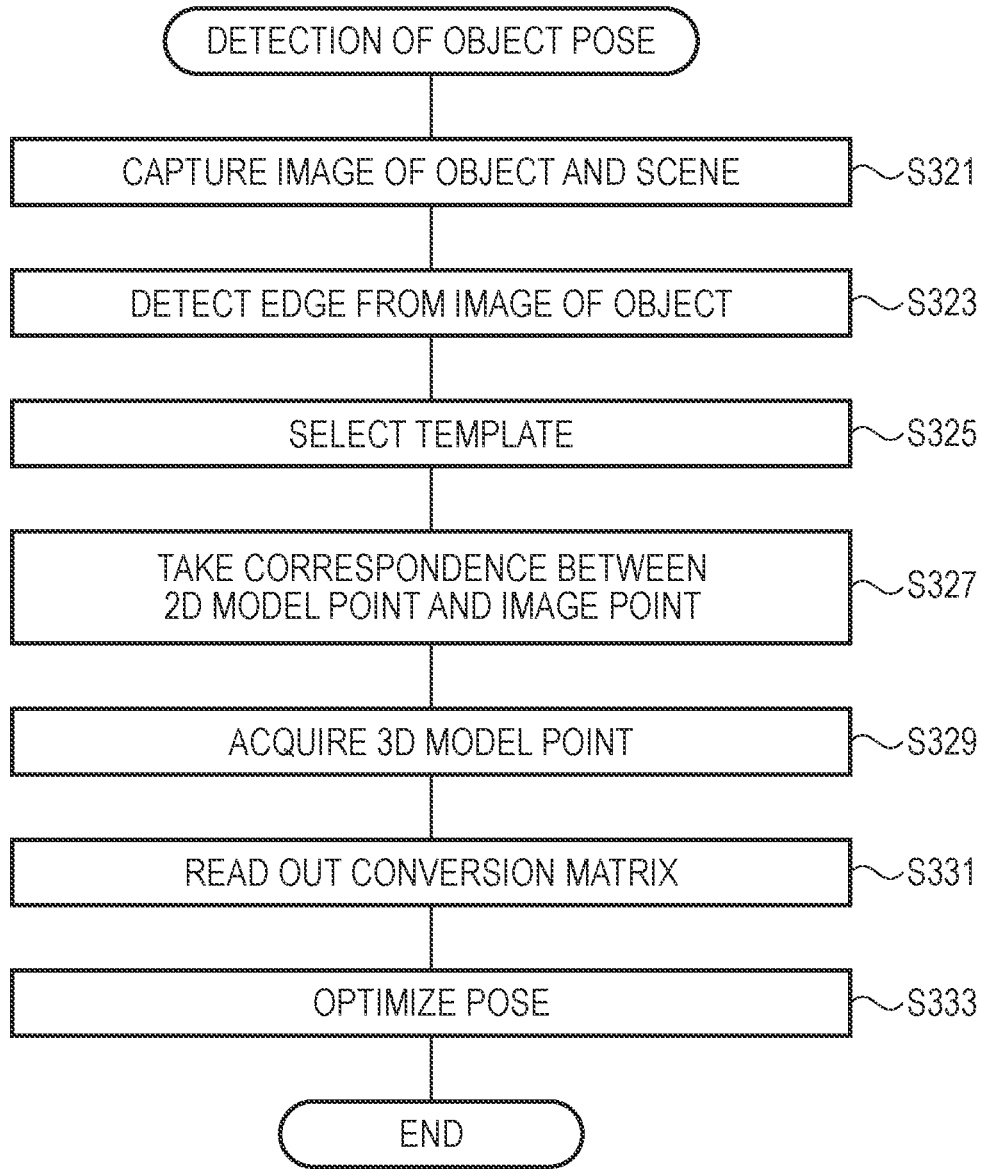 DETECTION OF OBJECT POSE
CAPTURE IMAGE OF OBJECT AND SCENE
S321
DETECT EDGE FROM IMAGE OF OBJECT
S323
SELECT TEMPLATE
S325
TAKE CORRESPONDENCE BETWEEN
2D MODEL POINT AND IMAGE POINT
S327
ACQUIRE 3D MODEL POINT
S329
READ OUT CONVERSION MATRIX
S331
OPTIMIZE POSE
S333
END